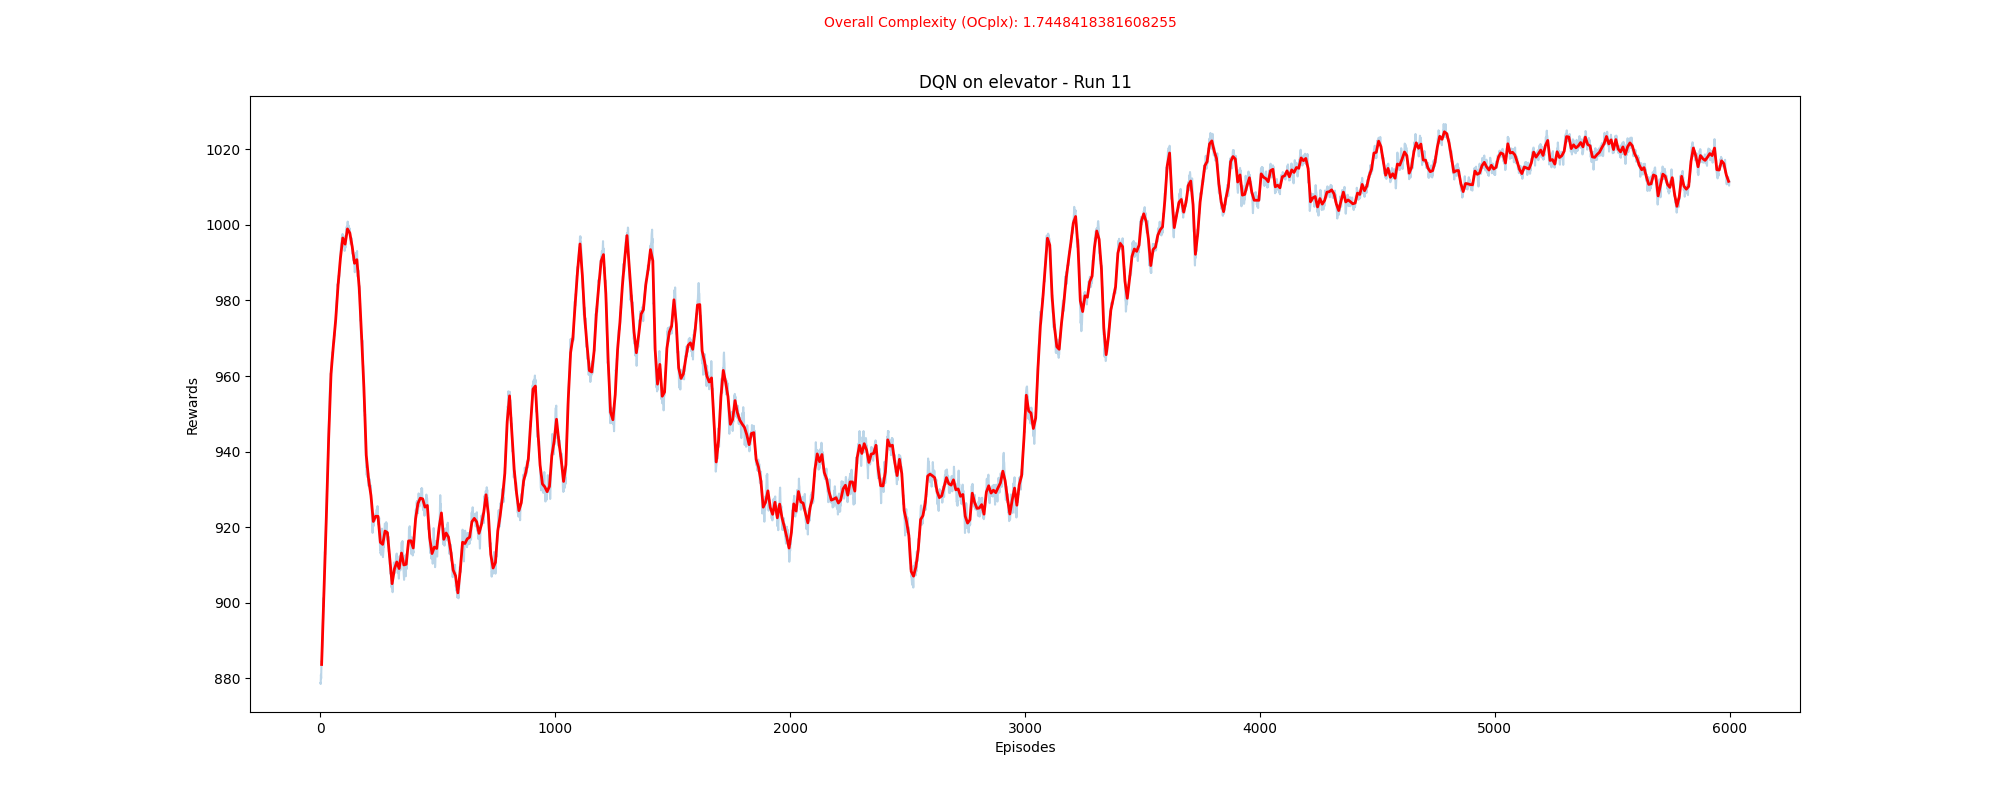 Overall Complexity (OCplx): 1.7448418381608255
DQN on elevator - Run 11
1020
1000
980
960
940
920
900
880
Rewards
0 1000 2000 3000 4000 5000 6000
Episodes